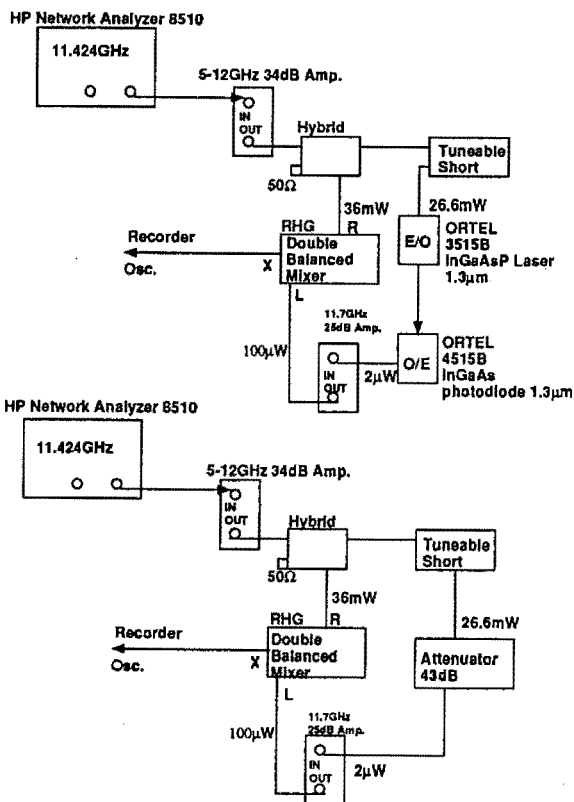 HP Network Analyzer 8510
11.424GHz
5-12GHz 34dB Amp.
IN
OUT
Hybrid
50Ω
Tuneable
Short
36mW
26.6mW
RHG
R
Double
Balanced
Mixer
Recorder
Osc.
X
L
E/O
ORTEL
3515B
InGaAsP Laser
1.3μm
11.7GHz
25dB Amp.
100μW
IN
OUT
2μW
O/E
ORTEL
4515B
InGaAs
photodiode 1.3μm
HP Network Analyzer 8510
11.424GHz
5-12GHz 34dB Amp.
IN
OUT
Hybrid
50Ω
Tuneable
Short
36mW
26.6mW
RHG
R
Double
Balanced
Mixer
Recorder
Osc.
X
L
Attenuator
43dB
11.7GHz
25dB Amp.
100μW
IN
OUT
2μW